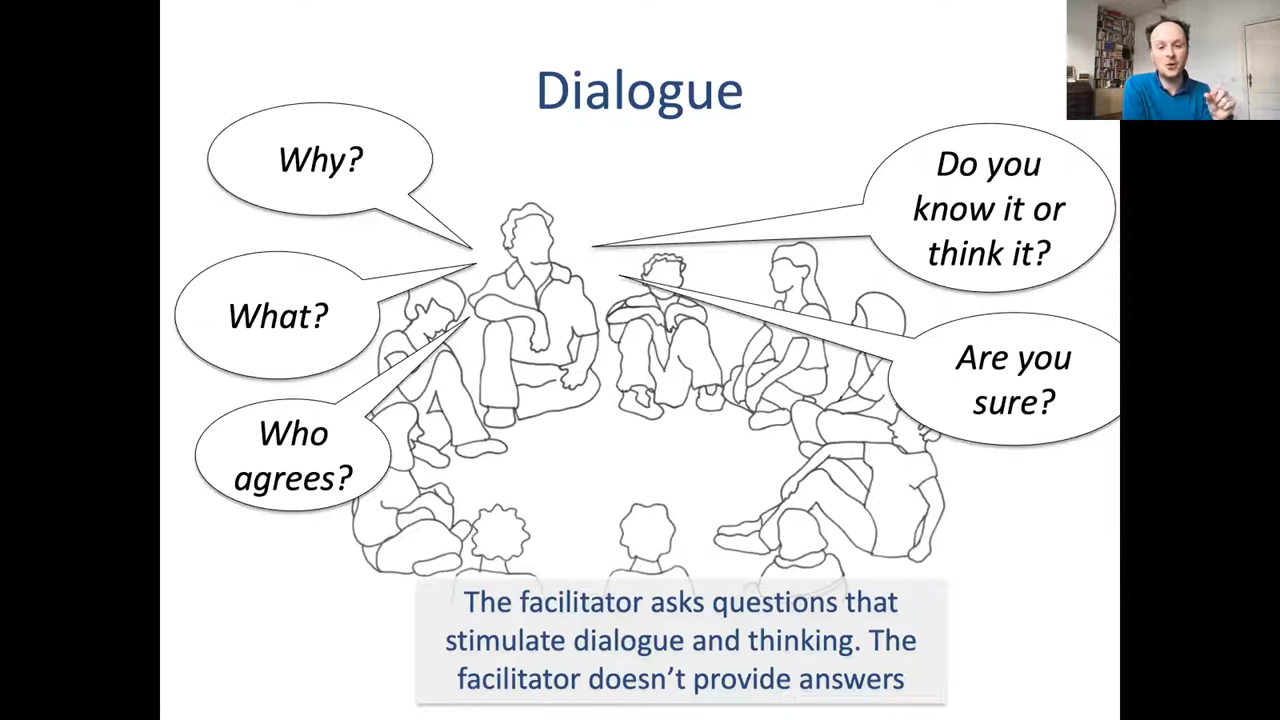 Dialogue
Why?
Do you
know it or
think it?
What?
Are you
sure?
Who
agrees?
The facilitator asks questions that
stimulate dialogue and thinking. The
facilitator doesn’t provide answers